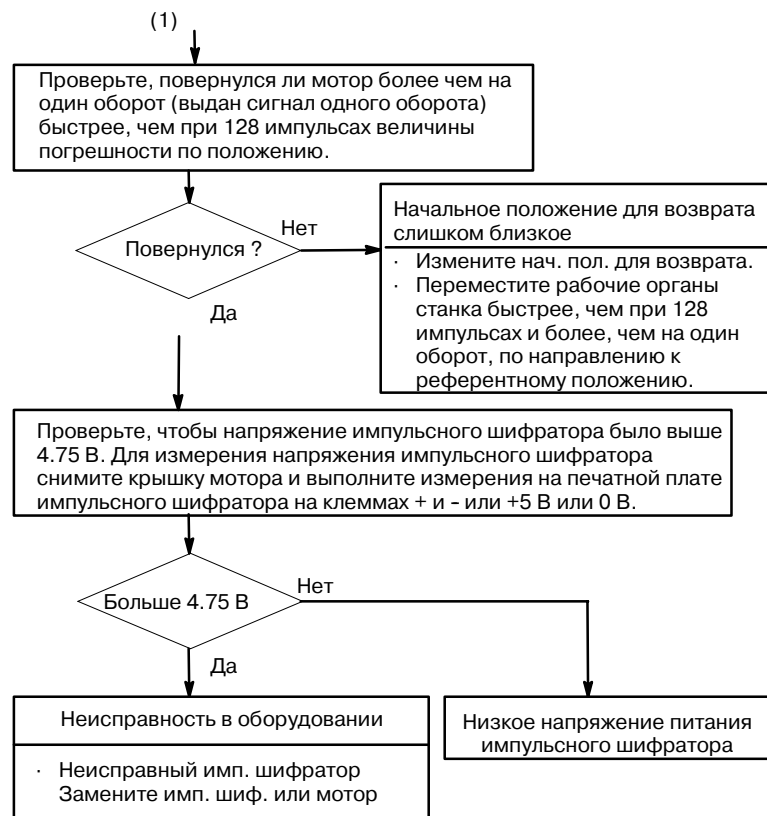 (1)
Проверьте, повернулся ли мотор более чем на
один оборот (выдан сигнал одного оборота)
быстрее, чем при 128 импульсах величины
погрешности по положению.
Повернулся ?
Нет
Начальное положение для возврата
слишком близкое
· Измените нач. пол. для возврата.
· Переместите рабочие органы
станка быстрее, чем при 128
импульсах и более, чем на один
оборот, по направлению к
референтному положению.
Да
Проверьте, чтобы напряжение импульсного шифратора было выше
4.75 В. Для измерения напряжения импульсного шифратора
снимите крышку мотора и выполните измерения на печатной плате
импульсного шифратора на клеммах + и - или +5 В или 0 В.
Больше 4.75 В
Нет
Да
Неисправность в оборудовании
· Неисправный имп. шифратор
Замените имп. шиф. или мотор
Низкое напряжение питания
импульсного шифратора